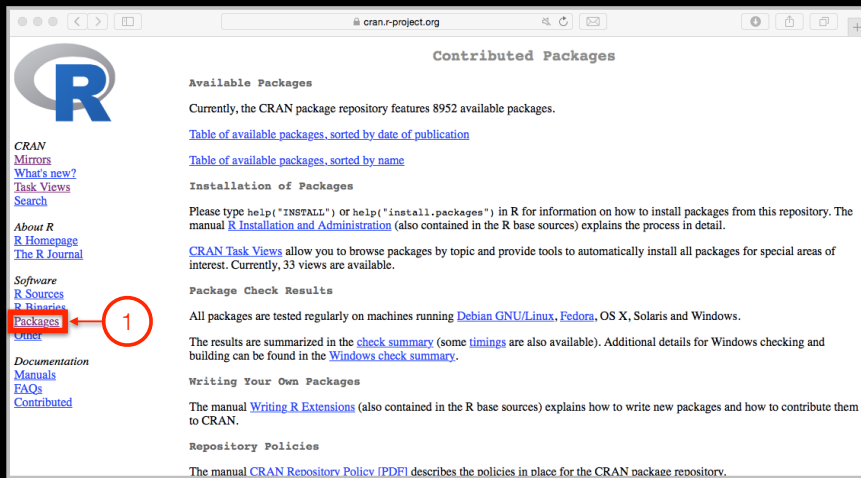 cran.r-project.org
R
CRAN
Mirrors
What's new?
Task Views
Search
About R
R Homepage
The R Journal
Software
R Sources
R Binaries
Packages
Other
Documentation
Manuals
FAQs
Contributed
1
Contributed Packages
Available Packages
Currently, the CRAN package repository features 8952 available packages.
Table of available packages, sorted by date of publication
Table of available packages, sorted by name
Installation of Packages
Please type help("INSTALL") or help("install.packages") in R for information on how to install packages from this repository. The
manual R Installation and Administration (also contained in the R base sources) explains the process in detail.
CRAN Task Views allow you to browse packages by topic and provide tools to automatically install all packages for special areas of
interest. Currently, 33 views are available.
Package Check Results
All packages are tested regularly on machines running Debian GNU/Linux, Fedora, OS X, Solaris and Windows.
The results are summarized in the check summary (some timings are also available). Additional details for Windows checking and
building can be found in the Windows check summary.
Writing Your Own Packages
The manual Writing R Extensions (also contained in the R base sources) explains how to write new packages and how to contribute them
to CRAN.
Repository Policies
The manual CRAN Repository Policy [PDF] describes the policies in place for the CRAN package repository.